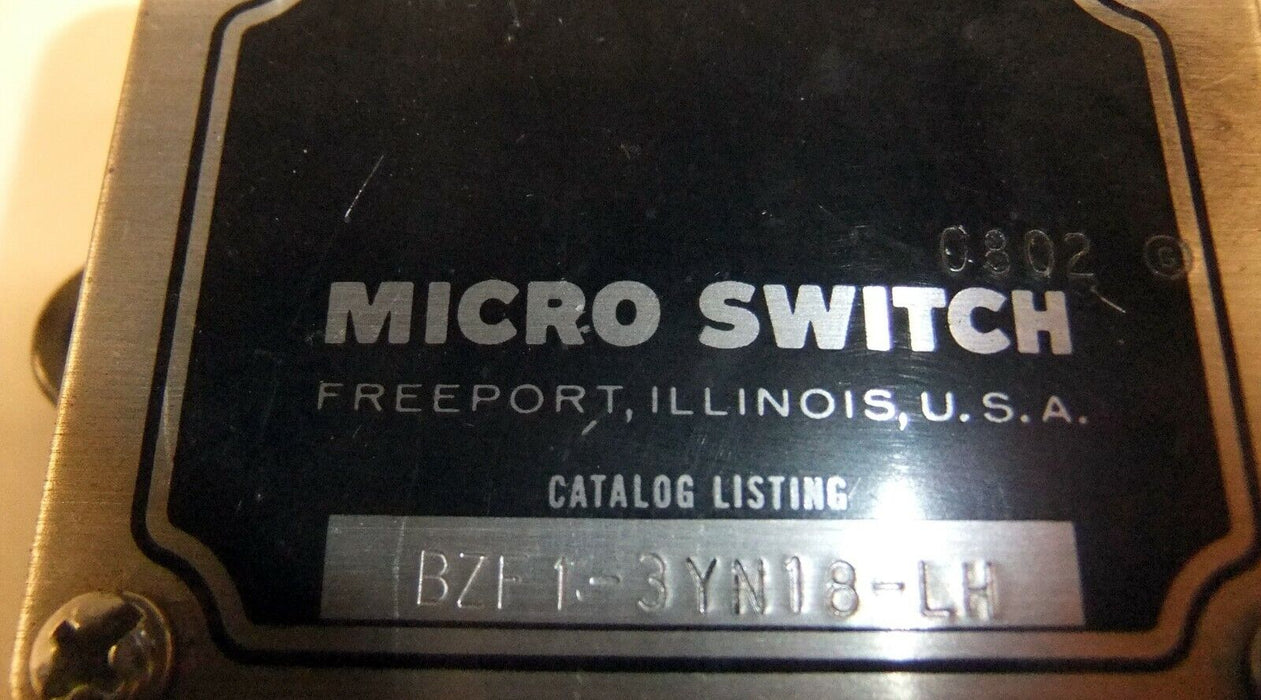 0802 Ⓖ
MICRO SWITCH
FREEPORT, ILLINOIS, U.S.A.
CATALOG LISTING
BZF1-3YN18-LH